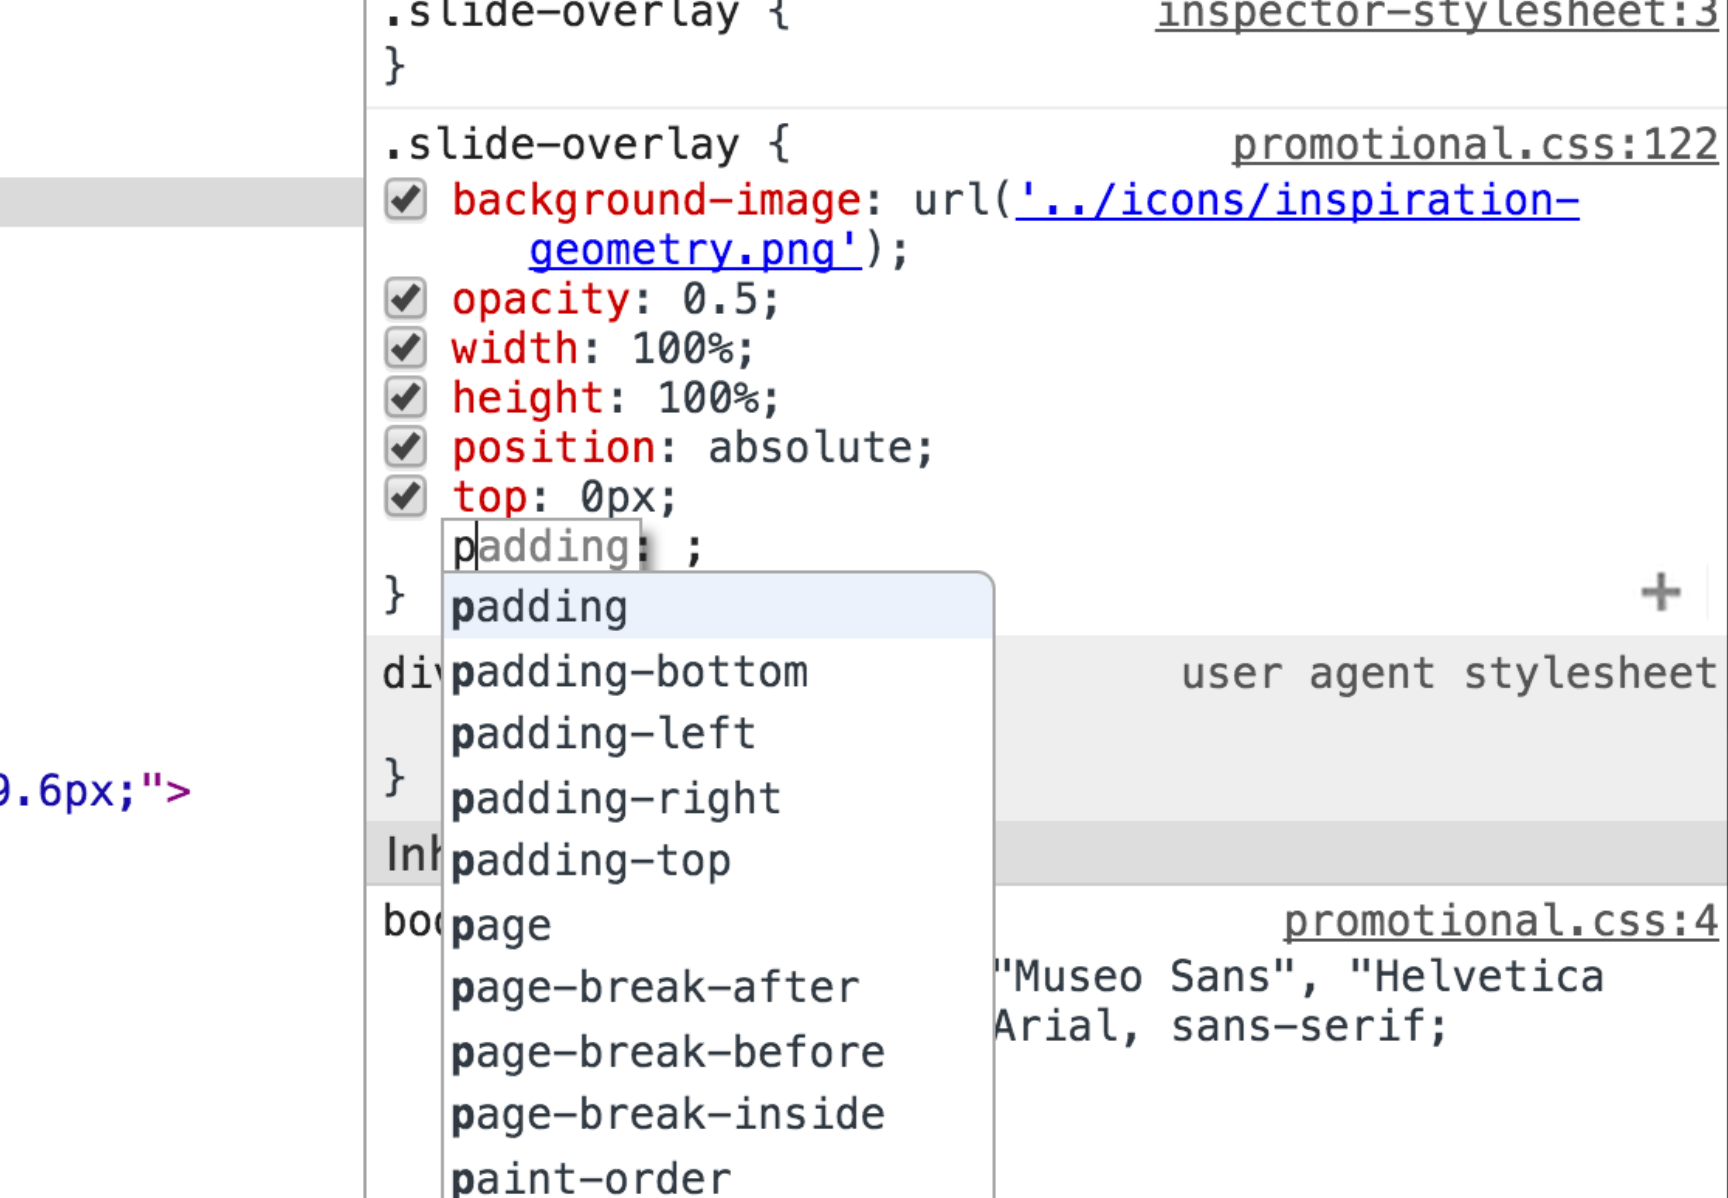 .slide-overlay { inspector-stylesheet:3
}
.slide-overlay { promotional.css:122
background-image: url('../icons/inspiration-
geometry.png');
opacity: 0.5;
width: 100%;
height: 100%;
position: absolute;
top: 0px;
padding: ;
}
padding
div user agent stylesheet
padding-bottom
padding-left
}
9.6px;">
padding-right
Inh
padding-top
bod promotional.css:4
page
"Museo Sans", "Helvetica
page-break-after
Arial, sans-serif;
page-break-before
page-break-inside
paint-order